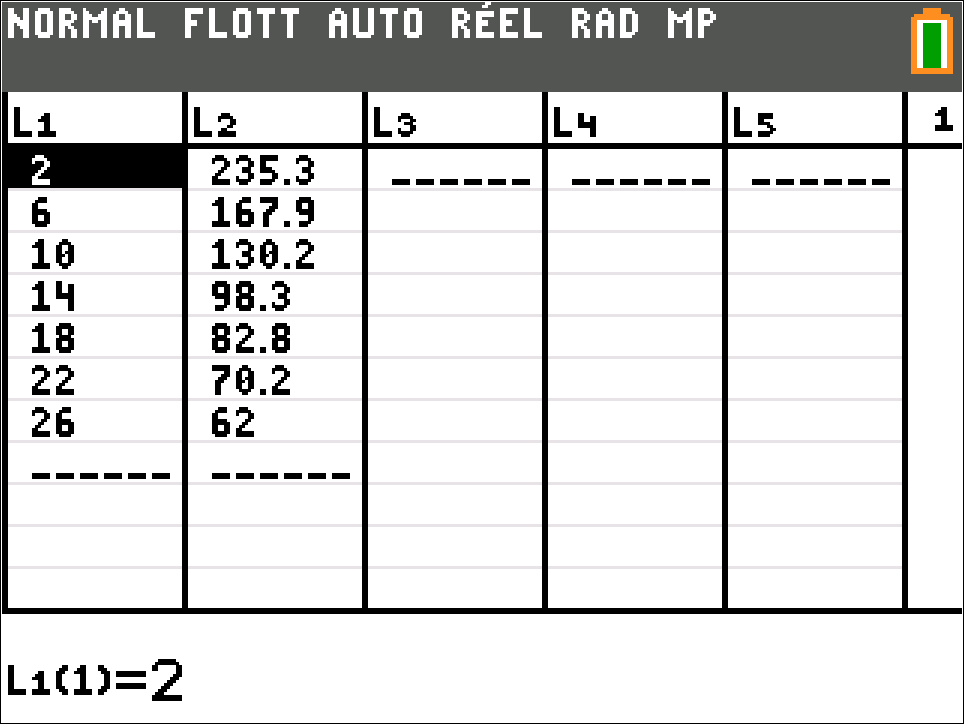 NORMAL FLOTT AUTO RÉEL RAD MP
L1 L2 L3 L4 L5 1
2 235.3 ------ ------ ------
6 167.9
10 130.2
14 98.3
18 82.8
22 70.2
26 62
------ ------
L1(1)=2